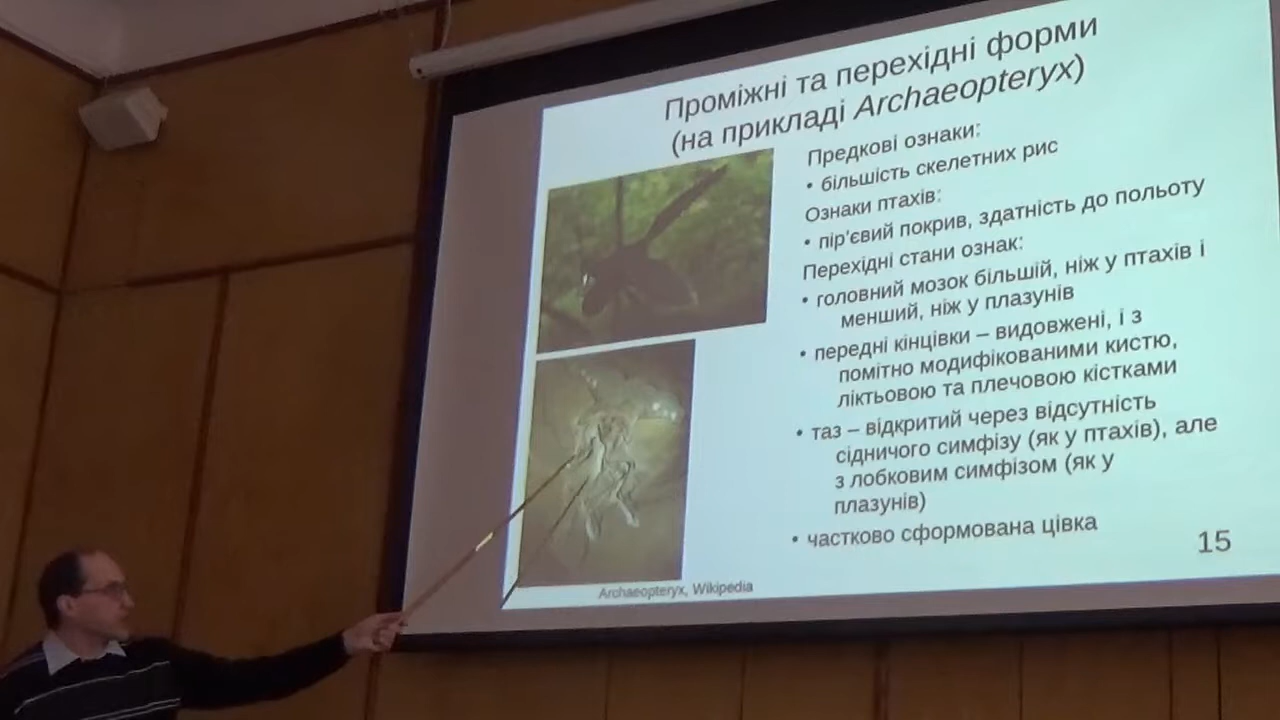 Проміжні та перехідні форми
(на прикладі Archaeopteryx)
Предкові ознаки:
• більшість скелетних рис
Ознаки птахів:
• пір'євий покрив, здатність до польоту
Перехідні стани ознак:
• головний мозок більшій, ніж у птахів і
менший, ніж у плазунів
• передні кінцівки – видовжені, і з
помітно модифікованими кистю,
ліктьовою та плечовою кістками
• таз – відкритий через відсутність
сідничого симфізу (як у птахів), але
з лобковим симфізом (як у
плазунів)
• частково сформована цівка
15
Archaeopteryx, Wikipedia